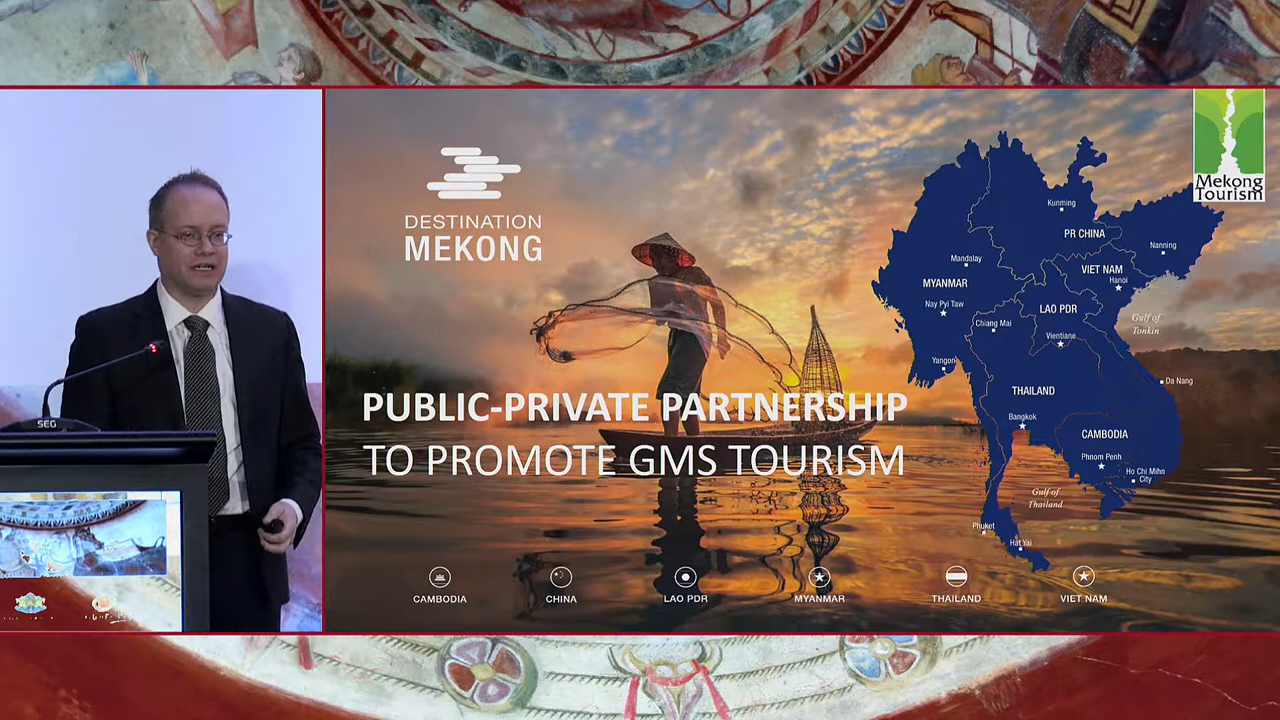 DESTINATION
MEKONG
PUBLIC-PRIVATE PARTNERSHIP
TO PROMOTE GMS TOURISM
Mekong
Tourism
Kunming
PR CHINA
Nanning
Mandalay
VIET NAM
Hanoi
MYANMAR
Nay Pyi Taw
LAO PDR
Chiang Mai
Gulf of
Tonkin
Vientiane
Yangon
Da Nang
THAILAND
Bangkok
CAMBODIA
Phnom Penh
Ho Chi Mihn
City
Gulf of
Thailand
Phuket
Hat Yai
CAMBODIA
CHINA
LAO PDR
MYANMAR
THAILAND
VIET NAM
SEG